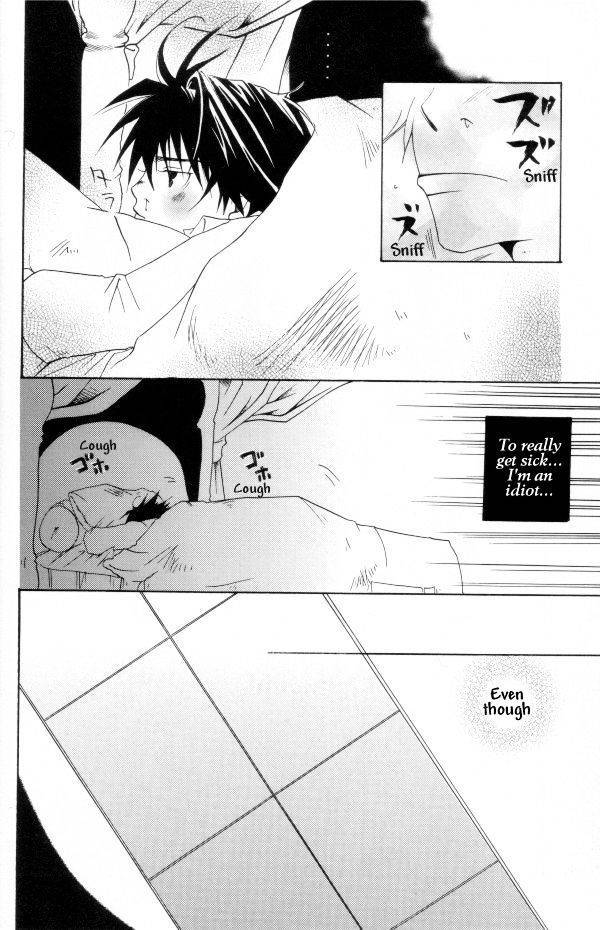 ......
ズズ
Sniff
ズ
Sniff
To really
get sick...
I'm an
idiot...
ゴホ
Cough
Cough
ゴホ
Even
though